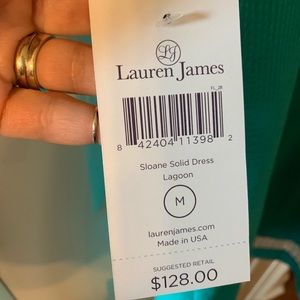 LJ
Lauren James
FL_28
8 42404 11398 2
Sloane Solid Dress
Lagoon
M
laurenjames.com
Made in USA
SUGGESTED RETAIL
$128.00